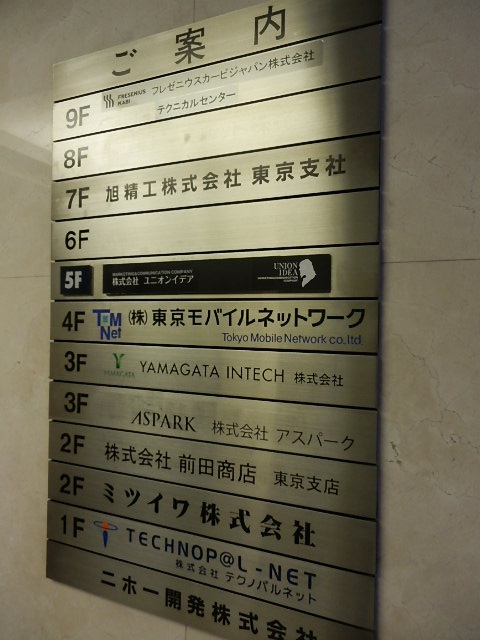 ご案内
9F FRESENIUS KABI フレゼニウスカービジャパン株式会社
テクニカルセンター
8F
7F 旭精工株式会社 東京支社
6F
5F MARKETING&COMMUNICATION COMPANY
株式会社 ユニオンイデア
UNION IDEA
MARKETING&COMMUNICATION COMPANY
4F T&M Net (株)東京モバイルネットワーク
Tokyo Mobile Network co.ltd
3F YAMAGATA YAMAGATA INTECH 株式会社
3F ASPARK 株式会社 アスパーク
2F 株式会社 前田商店 東京支店
2F ミツイワ株式会社
1F TECHNOP@L-NET
株式会社 テクノパルネット
ニホー開発株式会社